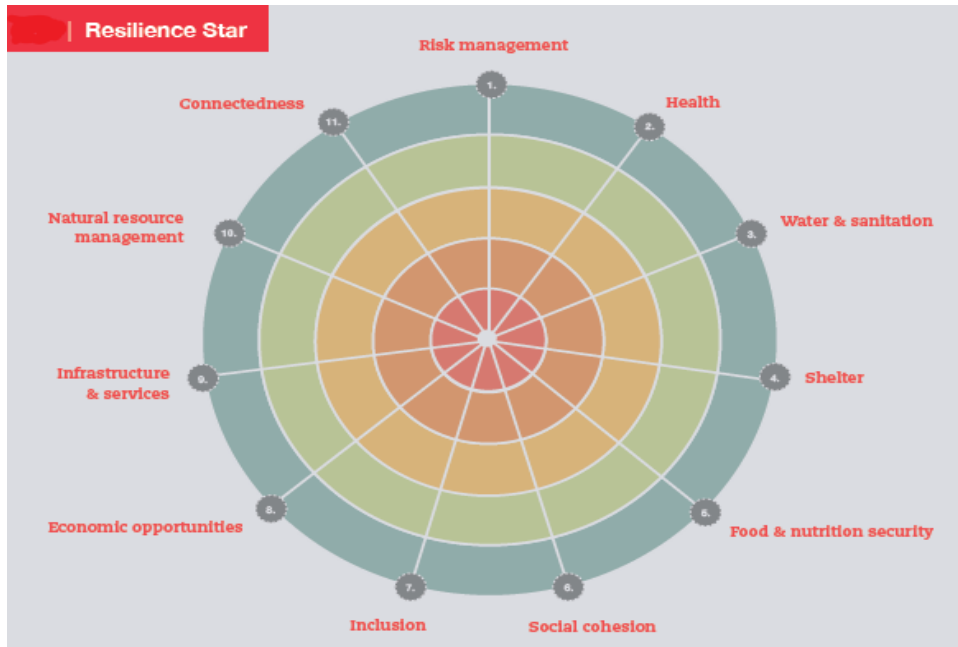 | Resilience Star
Risk management
Connectedness
Health
Natural resource
management
Water & sanitation
Infrastructure
& services
Shelter
Economic opportunities
Food & nutrition security
Inclusion
Social cohesion
1.
2.
3.
4.
5.
6.
7.
8.
9.
10.
11.